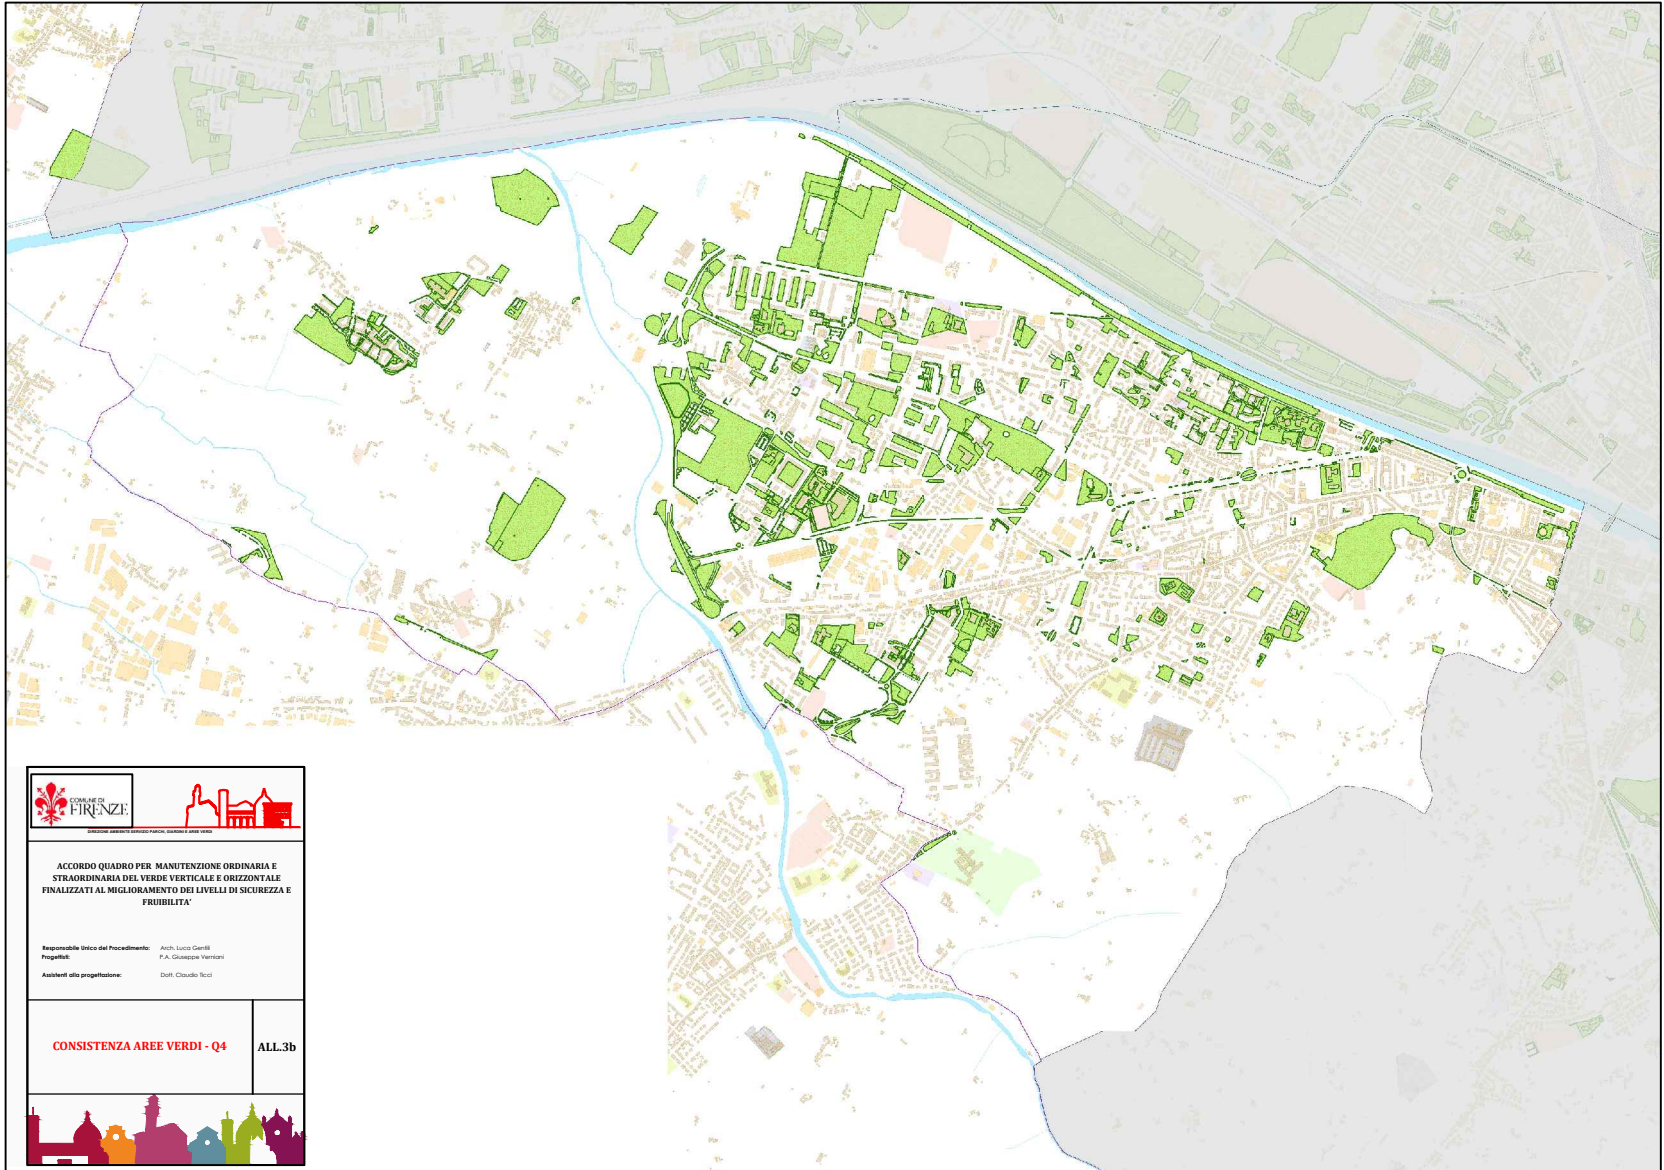 COMUNE DI
FIRENZE
DIREZIONE AMBIENTE SERVIZIO PARCHI, GIARDINI E AREE VERDI
ACCORDO QUADRO PER MANUTENZIONE ORDINARIA E
STRAORDINARIA DEL VERDE VERTICALE E ORIZZONTALE
FINALIZZATI AL MIGLIORAMENTO DEI LIVELLI DI SICUREZZA E
FRUIBILITA'
Responsabile Unico del Procedimento: Arch. Luca Gentili
Progettisti: P.A. Giuseppe Verniani
Assistenti alla progettazione: Dott. Claudio Ticci
CONSISTENZA AREE VERDI - Q4 ALL.3b